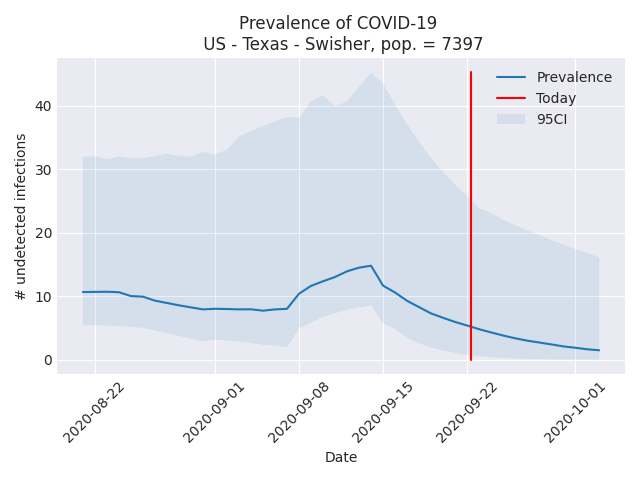 Prevalence of COVID-19
US - Texas - Swisher, pop. = 7397
# undetected infections
40
30
20
10
0
Prevalence
Today
95CI
2020-08-22
2020-09-01
2020-09-08
2020-09-15
2020-09-22
2020-10-01
Date